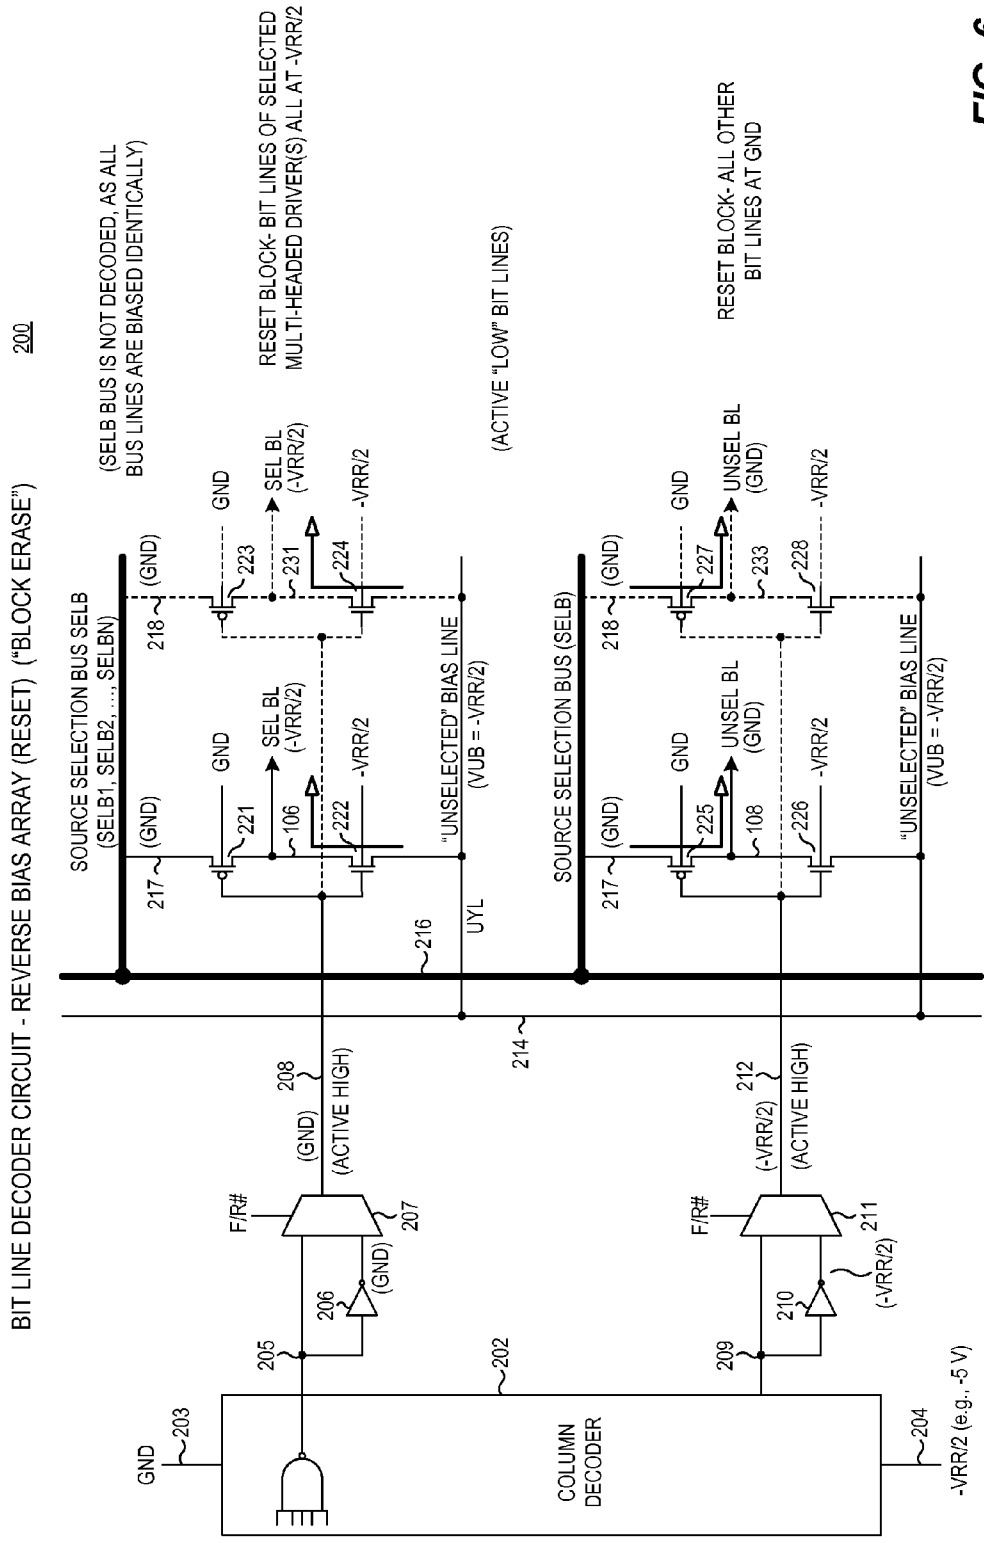 BIT LINE DECODER CIRCUIT - REVERSE BIAS ARRAY (RESET) ("BLOCK ERASE")
200
SOURCE SELECTION BUS SELB
(SELB1, SELB2, ..., SELBN)
(SELB BUS IS NOT DECODED, AS ALL
BUS LINES ARE BIASED IDENTICALLY)
GND
203
217
(GND)
218
(GND)
GND
221
GND
223
F/R#
SEL BL
(-VRR/2)
SEL BL
(-VRR/2)
RESET BLOCK- BIT LINES OF SELECTED
MULTI-HEADED DRIVER(S) ALL AT -VRR/2
205
206
(GND)
207
(GND)
208
(ACTIVE HIGH)
106
222
-VRR/2
231
224
-VRR/2
216
UYL
"UNSELECTED" BIAS LINE
(VUB = -VRR/2)
(ACTIVE "LOW" BIT LINES)
202
214
COLUMN
DECODER
SOURCE SELECTION BUS (SELB)
217
(GND)
218
(GND)
GND
225
GND
227
F/R#
UNSEL BL
(GND)
UNSEL BL
(GND)
RESET BLOCK- ALL OTHER
BIT LINES AT GND
209
210
(-VRR/2)
211
(-VRR/2)
212
(ACTIVE HIGH)
108
226
-VRR/2
233
228
-VRR/2
"UNSELECTED" BIAS LINE
(VUB = -VRR/2)
204
-VRR/2 (e.g., -5 V)